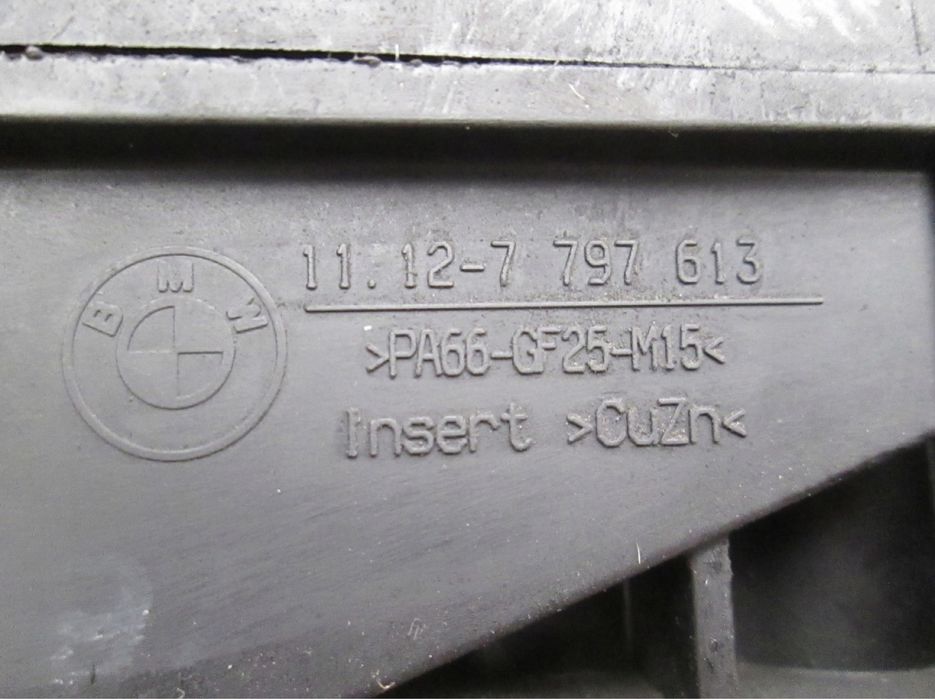 BMW
11.12-7 797 613
>PA66-GF25-M15<
Insert >CuZn<